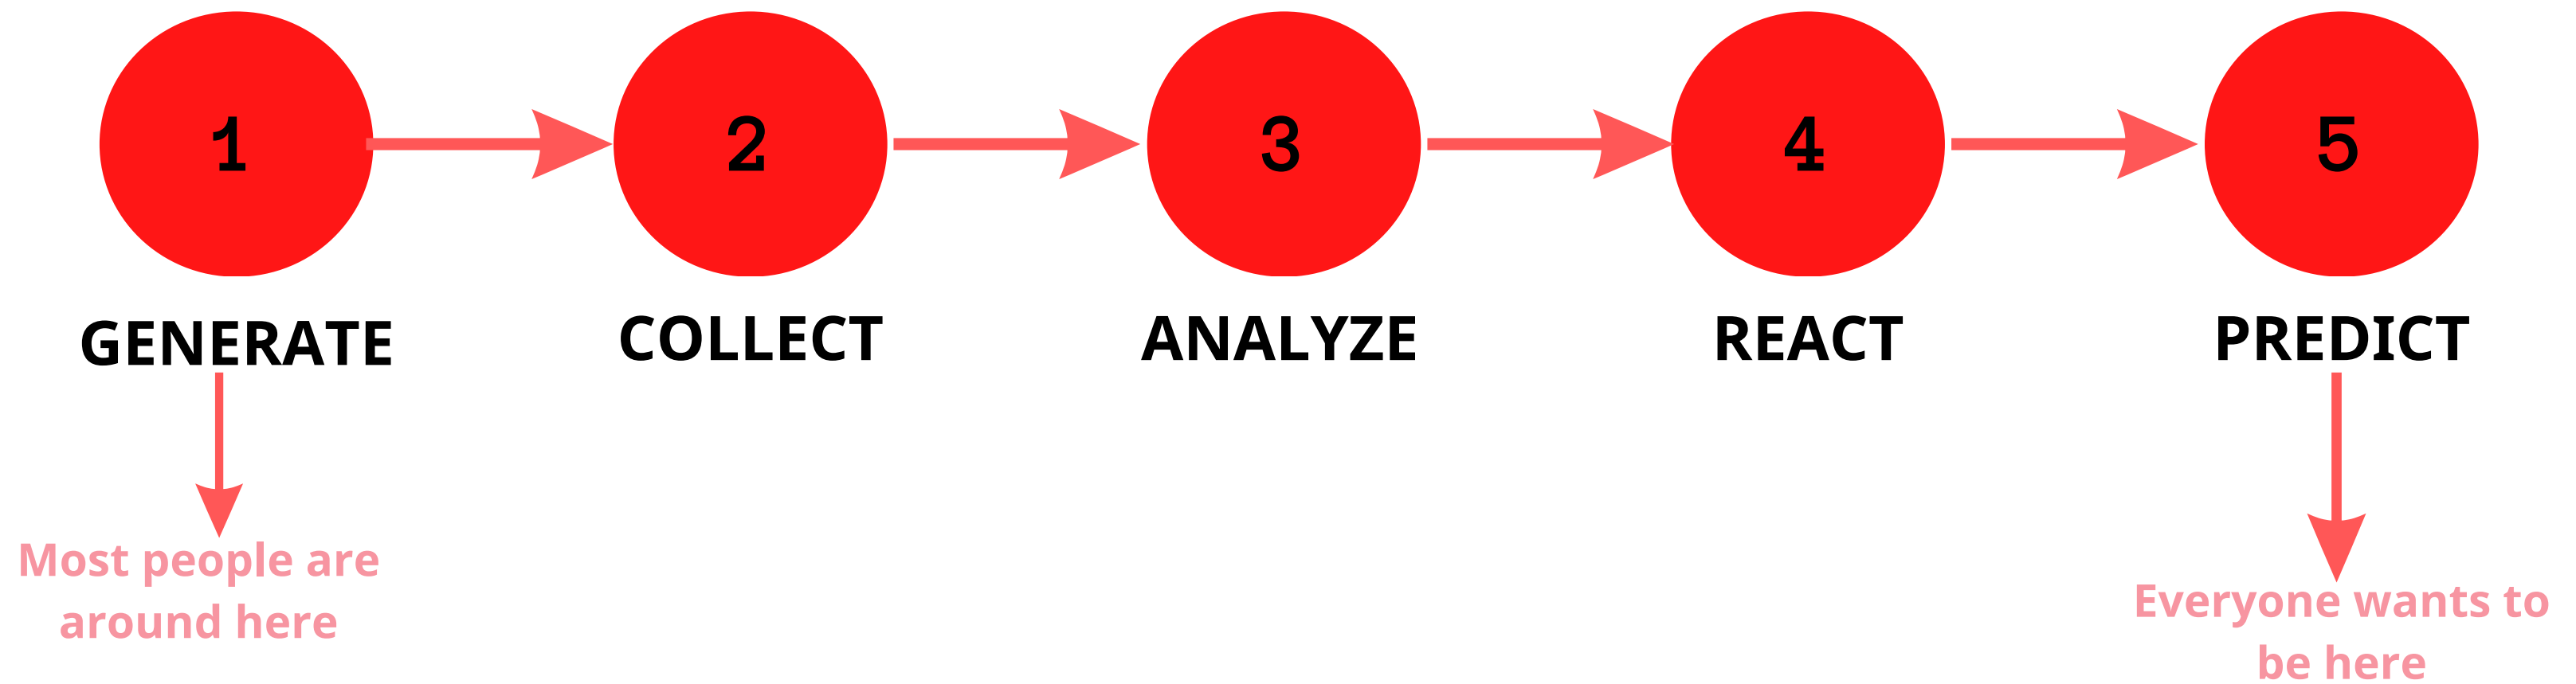 1
2
3
4
5
GENERATE
COLLECT
ANALYZE
REACT
PREDICT
Most people are
around here
Everyone wants to
be here